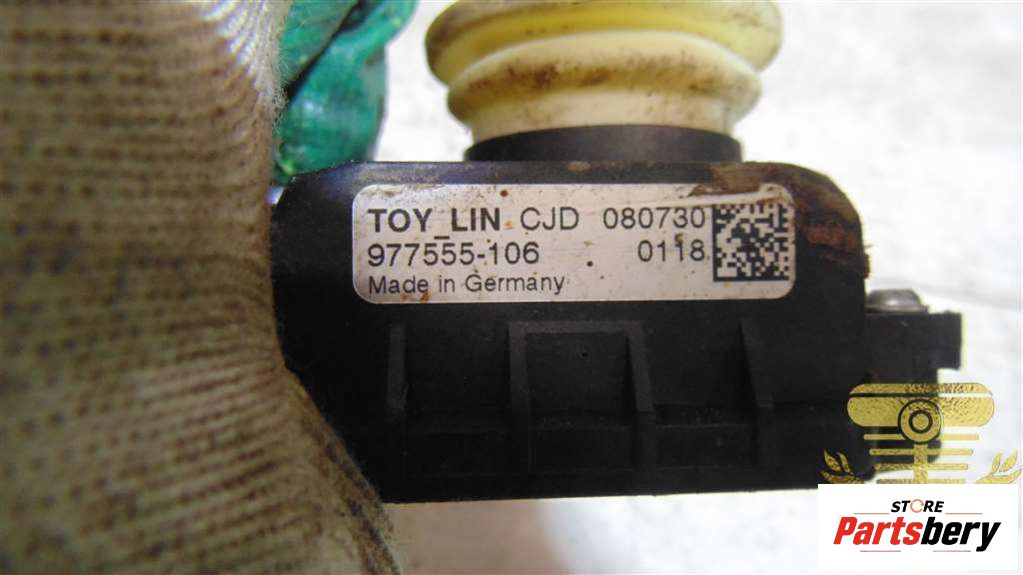 TOY_LIN CJD 080730
977555-106 0118
Made in Germany
STORE
Partsbery